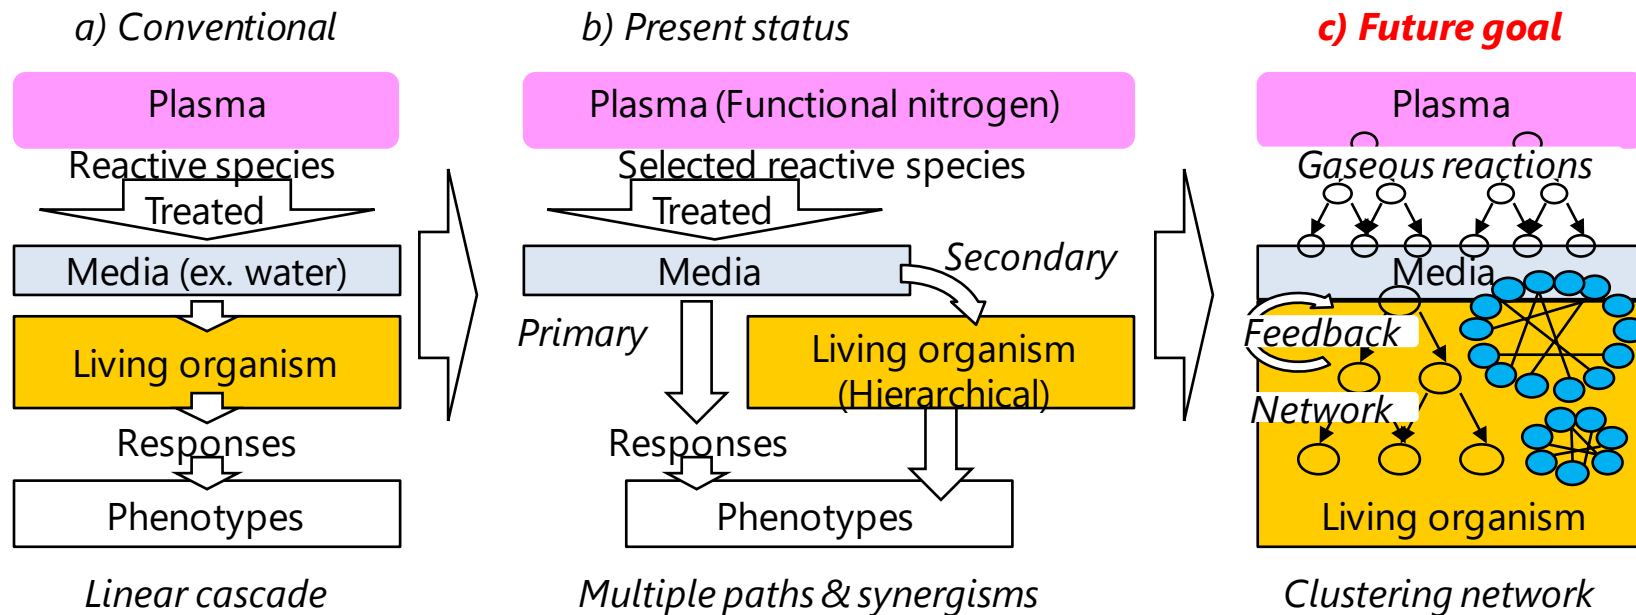 a) Conventional
Plasma
Reactive species
Treated
Media (ex. water)
Living organism
Responses
Phenotypes
Linear cascade
b) Present status
Plasma (Functional nitrogen)
Selected reactive species
Treated
Media
Secondary
Primary
Living organism
(Hierarchical)
Responses
Phenotypes
Multiple paths & synergisms
c) Future goal
Plasma
Gaseous reactions
Media
Feedback
Network
Living organism
Clustering network